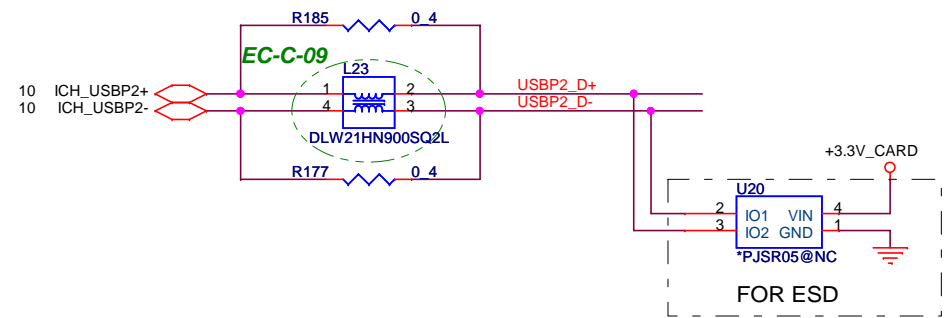 R185 0_4
EC-C-09
L23
10 ICH_USBP2+ 1 2 USBP2_D+
10 ICH_USBP2- 4 3 USBP2_D-
DLW21HN900SQ2L
R177 0_4
+3.3V_CARD
U20
2 IO1 VIN 4
3 IO2 GND 1
*PJSR05@NC
FOR ESD